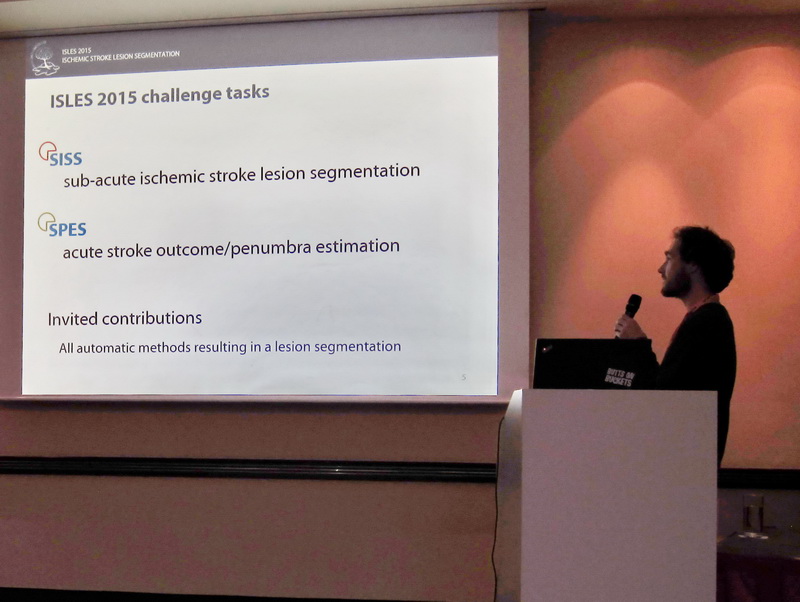 ISLES 2015
ISCHEMIC STROKE LESION SEGMENTATION
ISLES 2015 challenge tasks
SISS
sub-acute ischemic stroke lesion segmentation
SPES
acute stroke outcome/penumbra estimation
Invited contributions
All automatic methods resulting in a lesion segmentation
5
BUTTS ON
BUCKETS